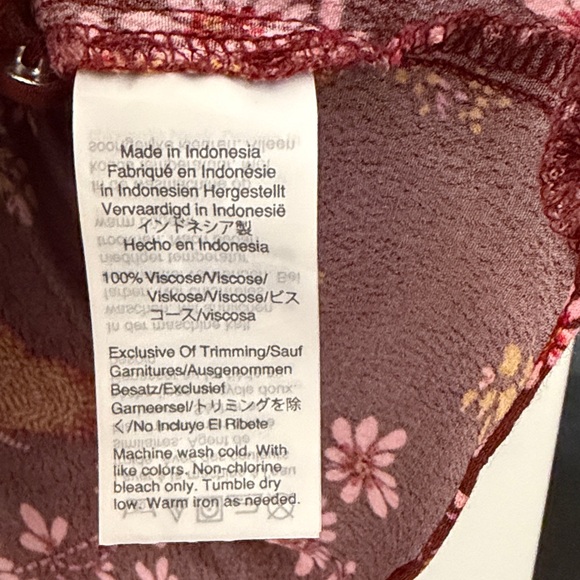 Made in Indonesia
Fabriqué en Indonésie
in Indonesien Hergestellt
Vervaardigd in Indonesië
インドネシア製
Hecho en Indonesia
100% Viscose/Viscose/
Viskose/Viscose/ビス
コース/viscosa
Exclusive Of Trimming/Sauf
Garnitures/Ausgenommen
Besatz/Exclusief
Garneersel/トリミングを除
く/No Incluye El Ribete
Machine wash cold. With
like colors. Non-chlorine
bleach only. Tumble dry
low. Warm iron as needed.